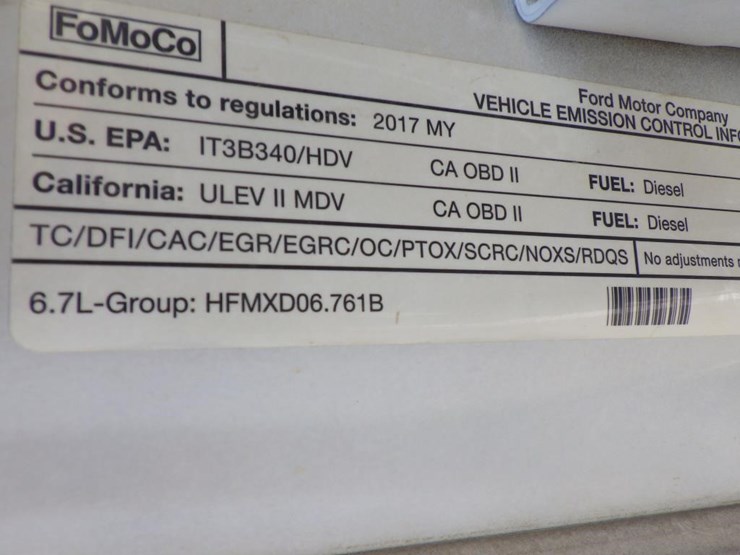 FoMoCo
Ford Motor Company
VEHICLE EMISSION CONTROL
Conforms to regulations: 2017 MY
U.S. EPA: IT3B340/HDV CA OBD II FUEL: Diesel
California: ULEV II MDV CA OBD II FUEL: Diesel
TC/DFI/CAC/EGR/EGRC/OC/PTOX/SCRC/NOXS/RDQS No adjustments
6.7L-Group: HFMXD06.761B